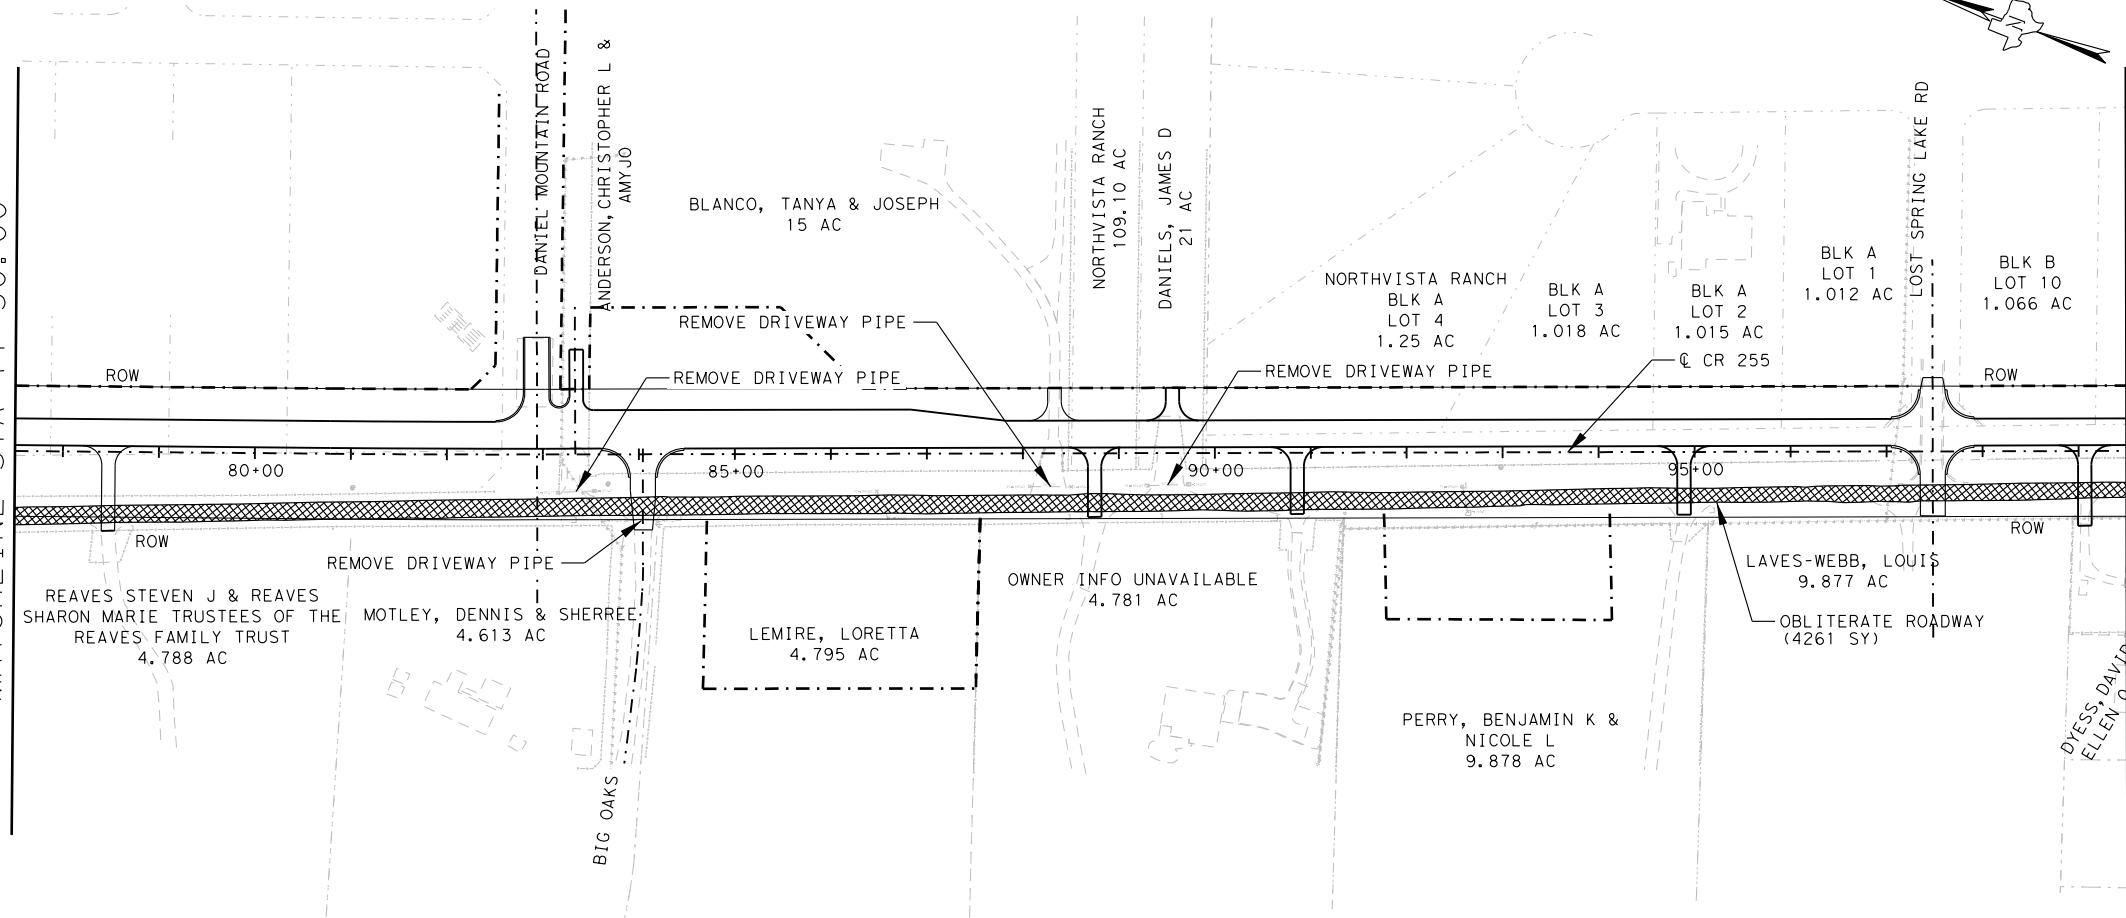 DANIEL MOUNTAIN ROAD
ANDERSON, CHRISTOPHER L &
AMYJO
BLANCO, TANYA & JOSEPH
15 AC
NORTHVISTA RANCH
109.10 AC
DANIELS, JAMES D
21 AC
NORTHVISTA RANCH
BLK A
LOT 4
1.25 AC
BLK A
LOT 3
1.018 AC
BLK A
LOT 2
1.015 AC
BLK A
LOT 1
1.012 AC
LOST SPRING LAKE RD
BLK B
LOT 10
1.066 AC
N
REMOVE DRIVEWAY PIPE
REMOVE DRIVEWAY PIPE
REMOVE DRIVEWAY PIPE
℄ CR 255
ROW
ROW
80+00
85+00
90+00
95+00
ROW
ROW
REMOVE DRIVEWAY PIPE
REAVES STEVEN J & REAVES
SHARON MARIE TRUSTEES OF THE
REAVES FAMILY TRUST
4.788 AC
MOTLEY, DENNIS & SHERREE
4.613 AC
BIG OAKS
LEMIRE, LORETTA
4.795 AC
OWNER INFO UNAVAILABLE
4.781 AC
PERRY, BENJAMIN K &
NICOLE L
9.878 AC
LAVES-WEBB, LOUIS
9.877 AC
OBLITERATE ROADWAY
(4261 SY)
DYESS, DAVID
ELLEN